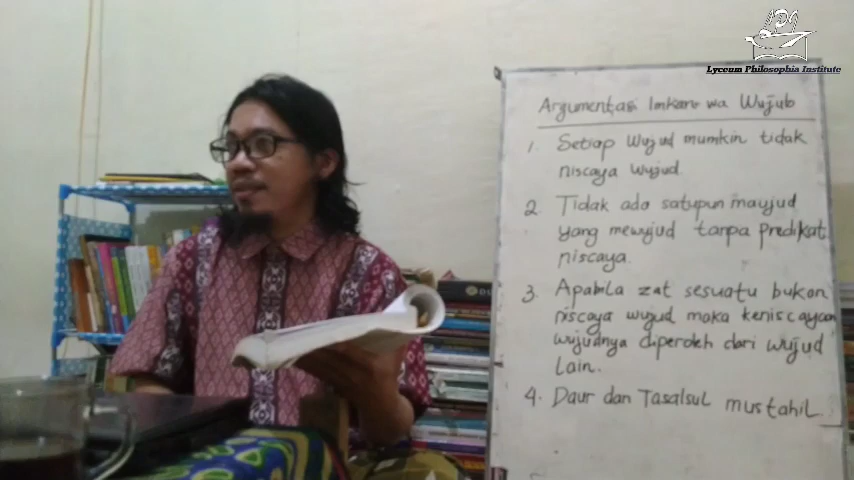 Lyceum Philosophia Institute
Argumentasi Imkan wa Wujub
1. Setiap Wujud mumkin tidak
niscaya wujud.
2. Tidak ada satupun maujud
yang mewujud tanpa Predikat
niscaya.
3. Apabila zat sesuatu bukan
niscaya wujud maka keniscayaan
wujudnya diperoleh dari wujud
Lain.
4. Daur dan Tasalsul mustahil.